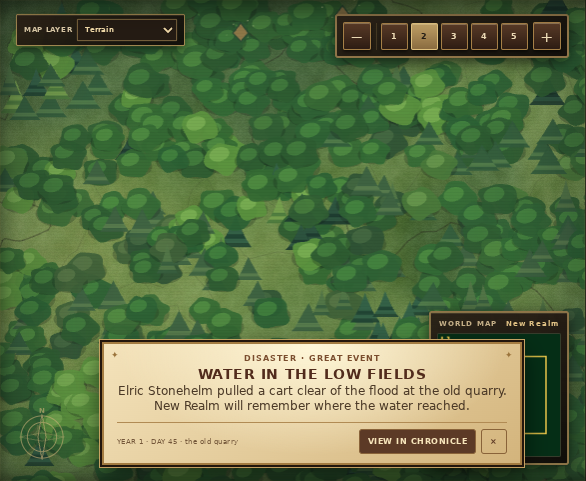 MAP LAYER Terrain
— 1 2 3 4 5 +
WORLD MAP New Realm
DISASTER · GREAT EVENT
WATER IN THE LOW FIELDS
Elric Stonehelm pulled a cart clear of the flood at the old quarry.
New Realm will remember where the water reached.
YEAR 1 · DAY 45 · the old quarry
VIEW IN CHRONICLE ×
N